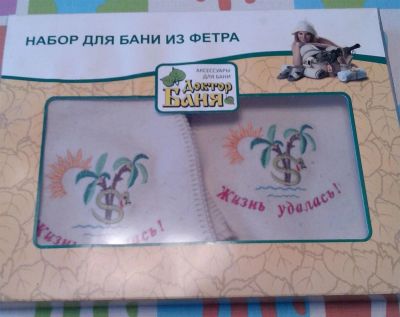 НАБОР ДЛЯ БАНИ ИЗ ФЕТРА
АКСЕССУАРЫ
ДЛЯ БАНИ
Доктор
БАНЯ
Жизнь удалась!
Жизнь удалась!